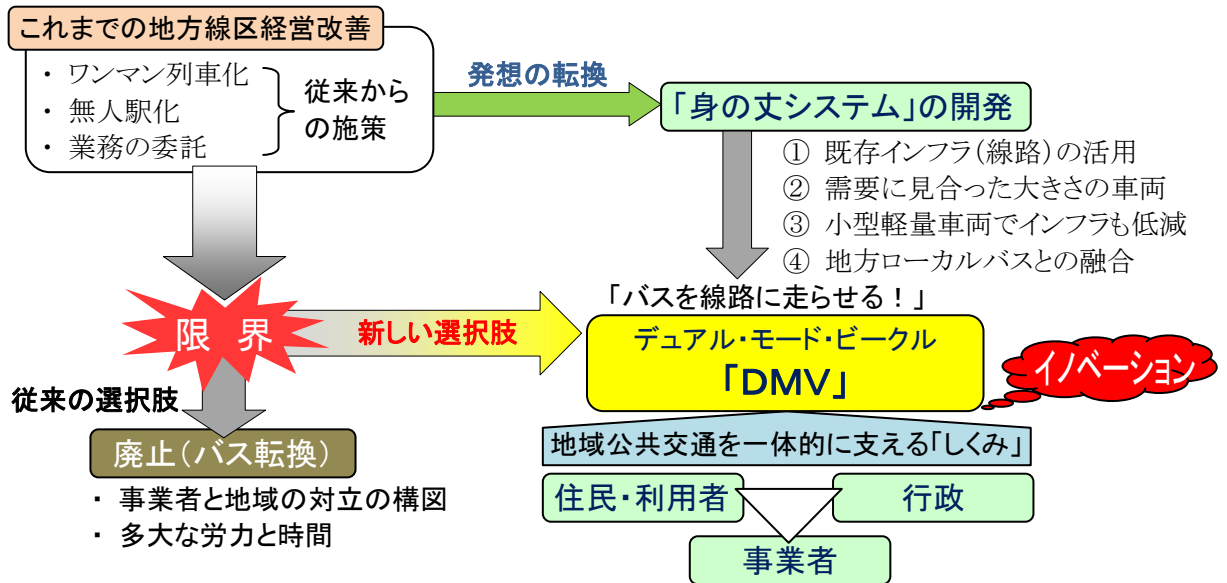 これまでの地方線区経営改善
・ ワンマン列車化
・ 無人駅化
・ 業務の委託
従来から
の施策
発想の転換
「身の丈システム」の開発
① 既存インフラ(線路)の活用
② 需要に見合った大きさの車両
③ 小型軽量車両でインフラも低減
④ 地方ローカルバスとの融合
限 界
新しい選択肢
「バスを線路に走らせる!」
デュアル・モード・ビークル
「DMV」
イノベーション
従来の選択肢
廃止(バス転換)
・ 事業者と地域の対立の構図
・ 多大な労力と時間
地域公共交通を一体的に支える「しくみ」
住民・利用者
行政
事業者